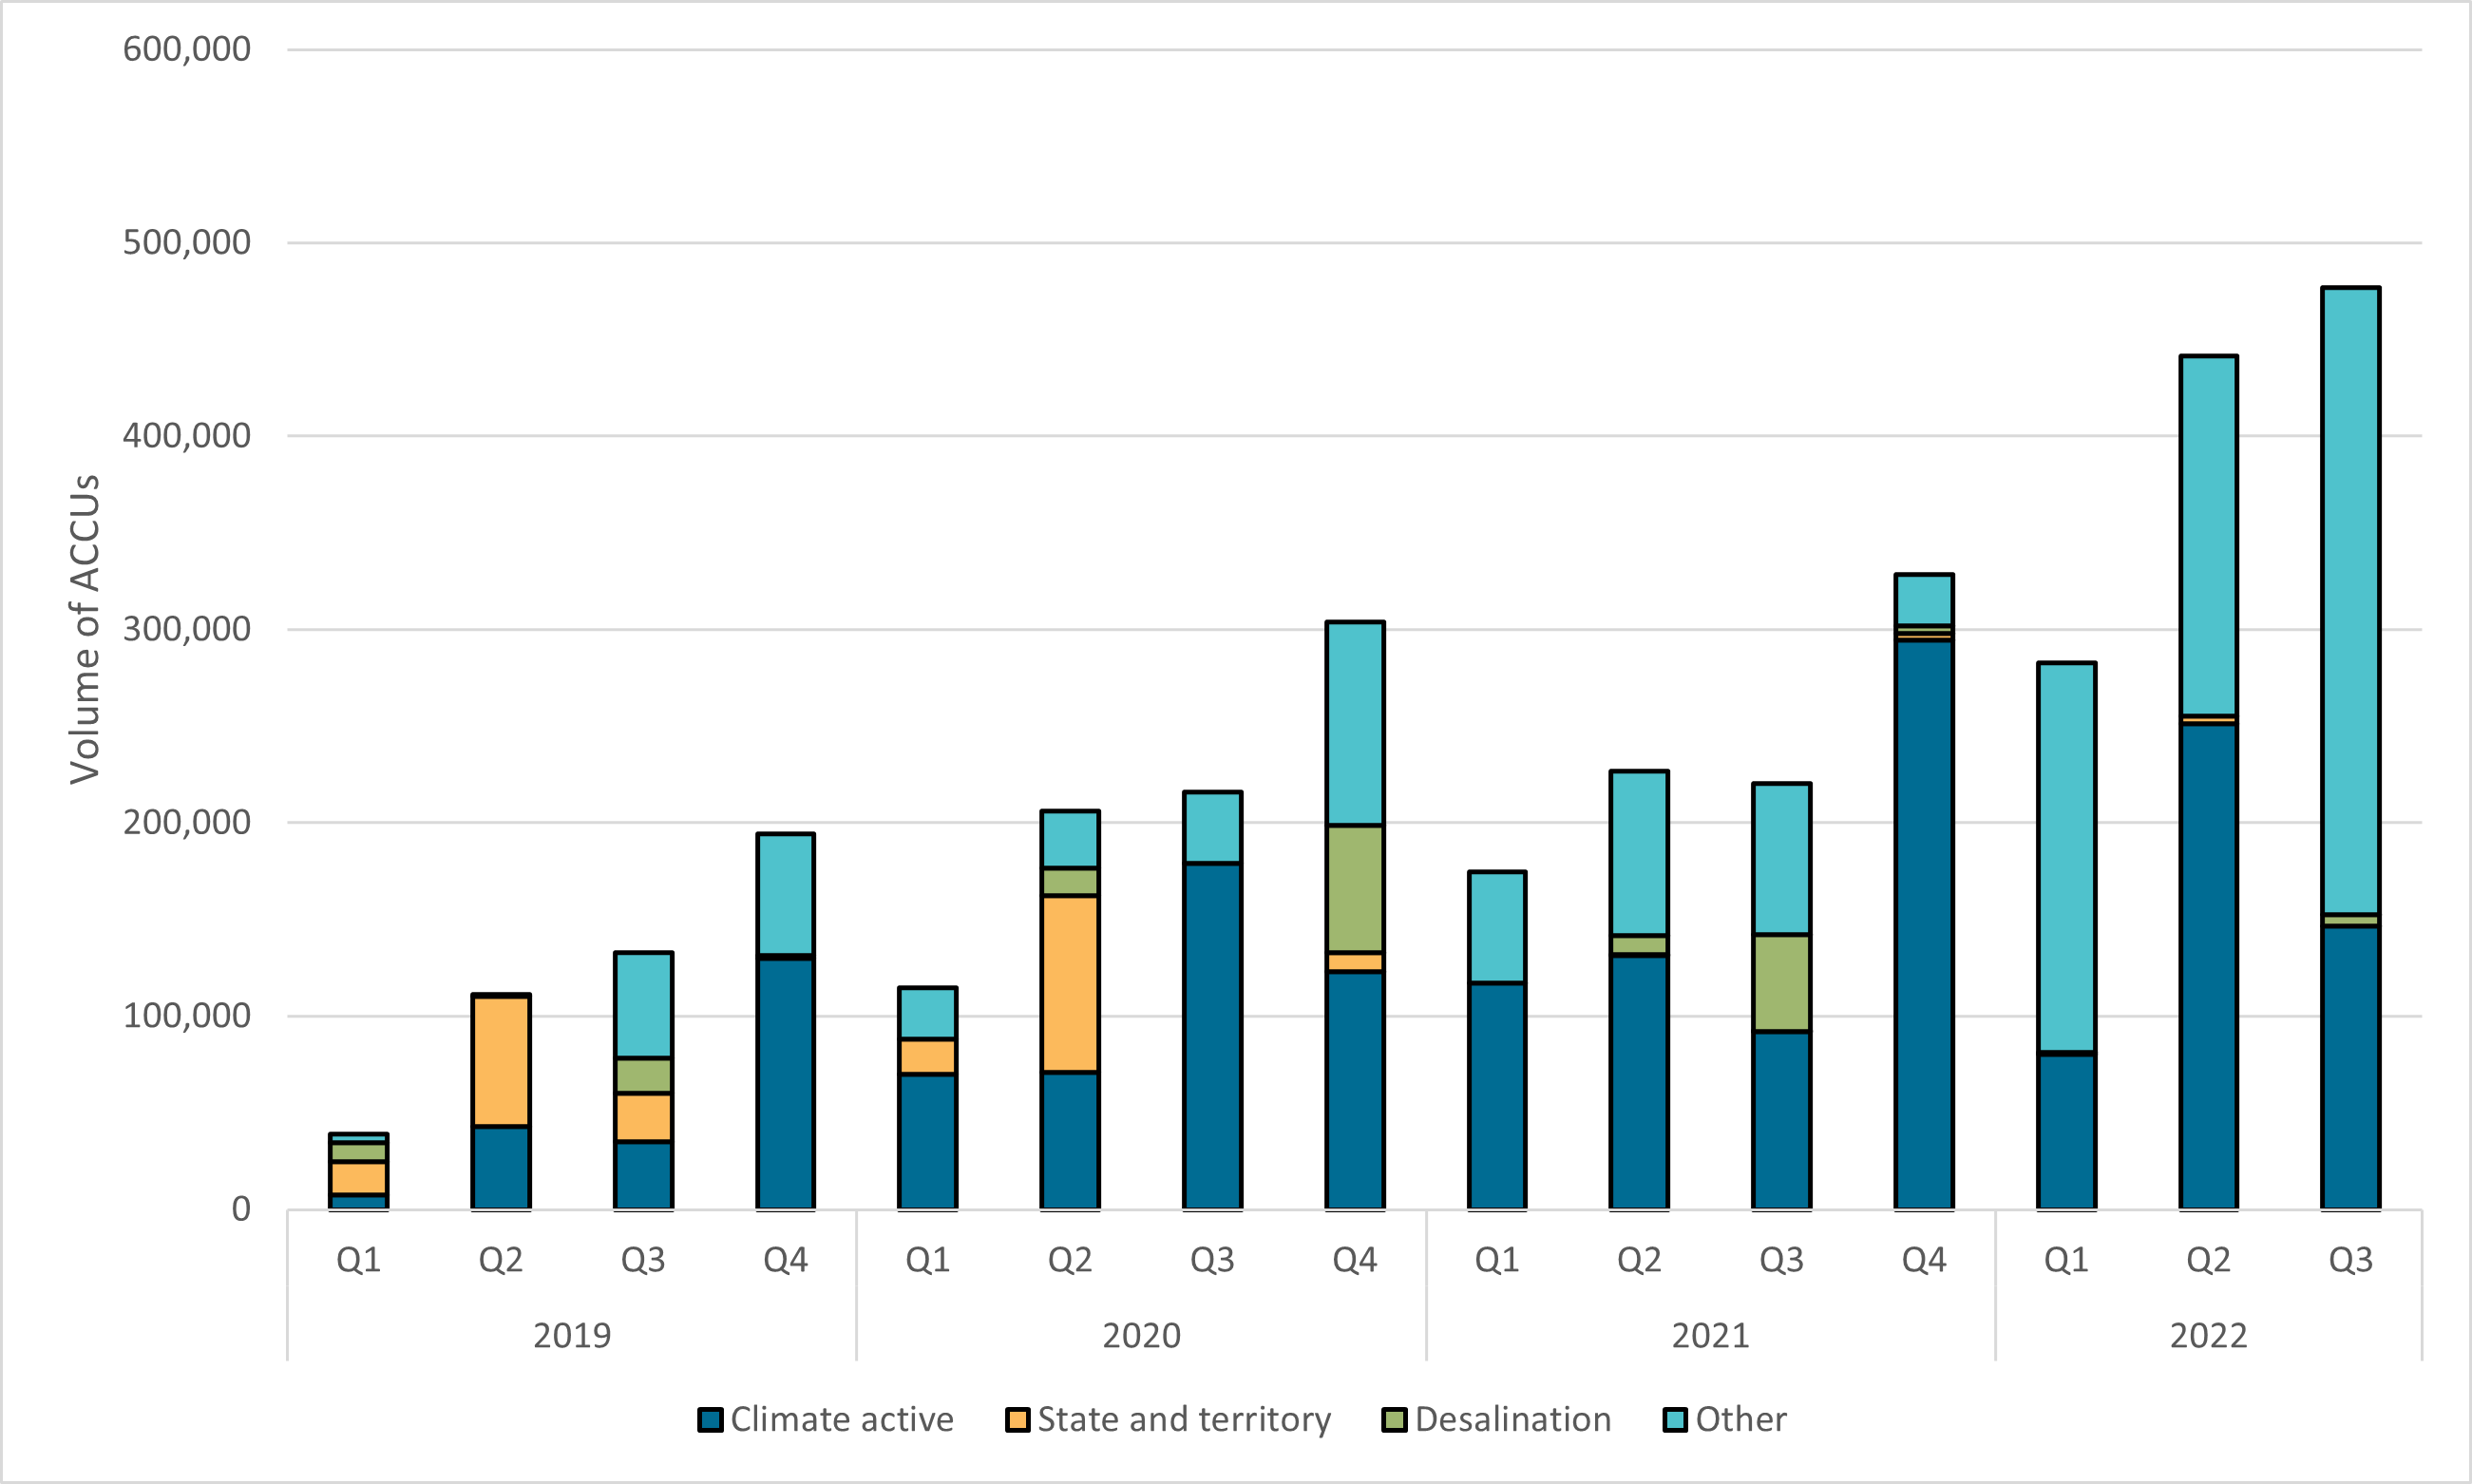 600,000
500,000
400,000
300,000
200,000
100,000
0
Volume of ACCUs
Q1 Q2 Q3 Q4 Q1 Q2 Q3 Q4 Q1 Q2 Q3 Q4 Q1 Q2 Q3
2019 2020 2021 2022
Climate active State and territory Desalination Other